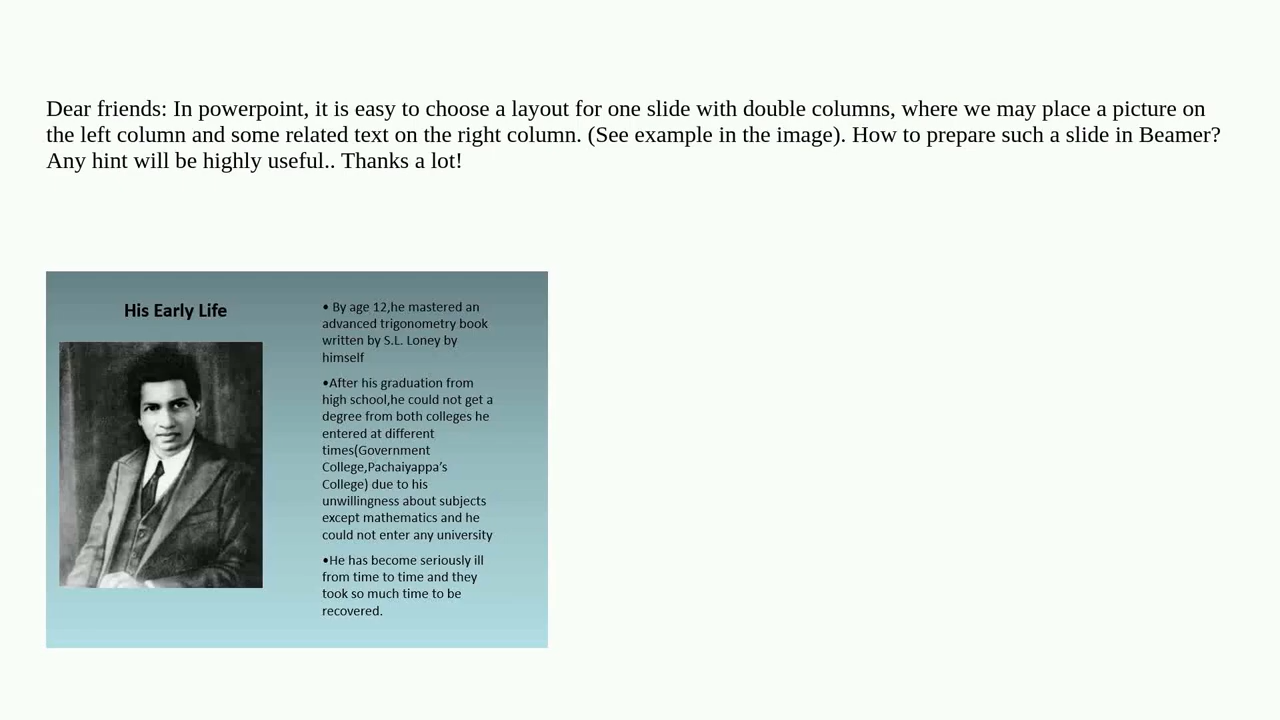 Dear friends: In powerpoint, it is easy to choose a layout for one slide with double columns, where we may place a picture on
the left column and some related text on the right column. (See example in the image). How to prepare such a slide in Beamer?
Any hint will be highly useful.. Thanks a lot!
His Early Life
• By age 12,he mastered an
advanced trigonometry book
written by S.L. Loney by
himself
•After his graduation from
high school,he could not get a
degree from both colleges he
entered at different
times(Government
College,Pachaiyappa’s
College) due to his
unwillingness about subjects
except mathematics and he
could not enter any university
•He has become seriously ill
from time to time and they
took so much time to be
recovered.